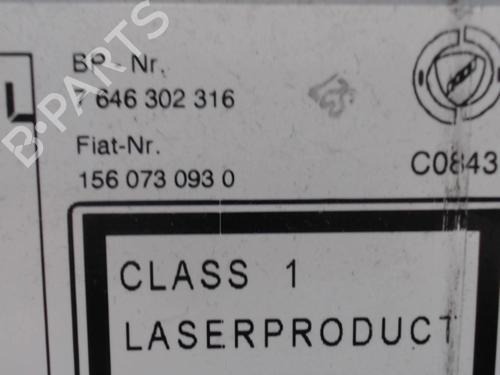 B-PARTS
BP - Nr.
7 646 302 316
Fiat-Nr.
156 073 093 0
C0843
CLASS 1
LASERPRODUCT